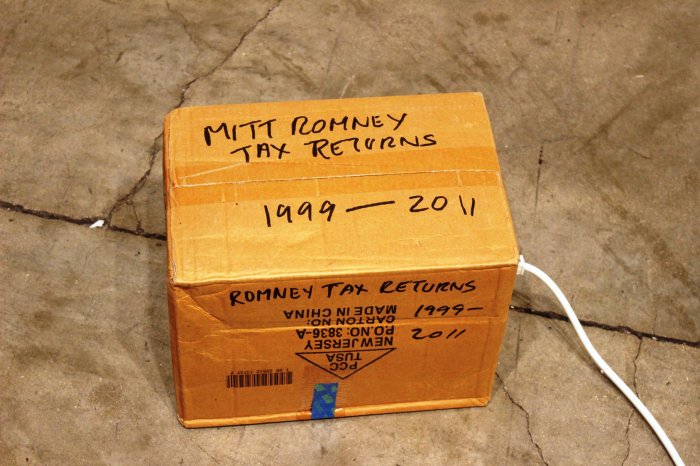 MITT ROMNEY
TAX RETURNS
1999 — 2011
ROMNEY TAX RETURNS
1999—
2011
MADE IN CHINA
CARTON NO:
P.O.NO: 3836-A
NEW JERSEY
TUSA
PCC